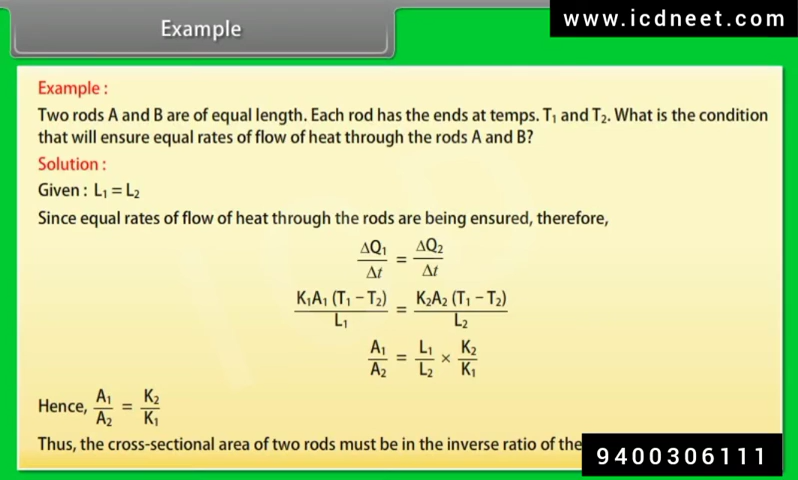 Example
www.icdneet.com
Example :
Two rods A and B are of equal length. Each rod has the ends at temps. T₁ and T₂. What is the condition
that will ensure equal rates of flow of heat through the rods A and B?
Solution :
Given : L₁ = L₂
Since equal rates of flow of heat through the rods are being ensured, therefore,
ΔQ₁/Δt = ΔQ₂/Δt
K₁A₁ (T₁ – T₂)/L₁ = K₂A₂ (T₁ – T₂)/L₂
A₁/A₂ = L₁/L₂ × K₂/K₁
Hence, A₁/A₂ = K₂/K₁
Thus, the cross-sectional area of two rods must be in the inverse ratio of the
9400306111